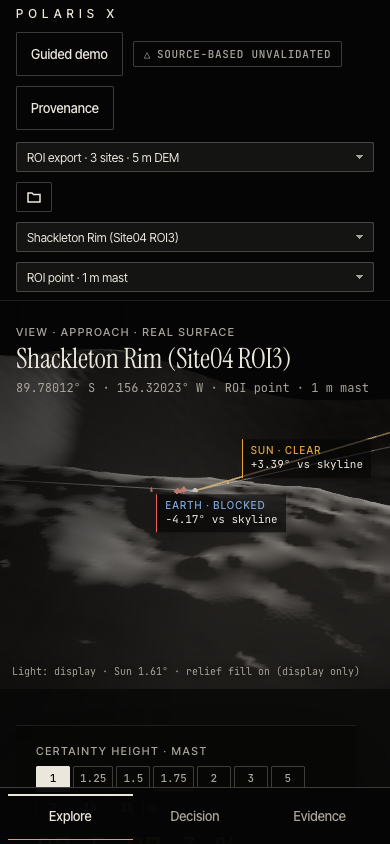 POLARIS X
Guided demo
△ SOURCE-BASED UNVALIDATED
Provenance
ROI export · 3 sites · 5 m DEM
Shackleton Rim (Site04 ROI3)
ROI point · 1 m mast
VIEW · APPROACH · REAL SURFACE
Shackleton Rim (Site04 ROI3)
89.78012° S · 156.32023° W · ROI point · 1 m mast
SUN · CLEAR
+3.39° vs skyline
EARTH · BLOCKED
-4.17° vs skyline
Light: display · Sun 1.61° · relief fill on (display only)
CERTAINTY HEIGHT · MAST
1 1.25 1.5 1.75 2 3 5
Explore Decision Evidence